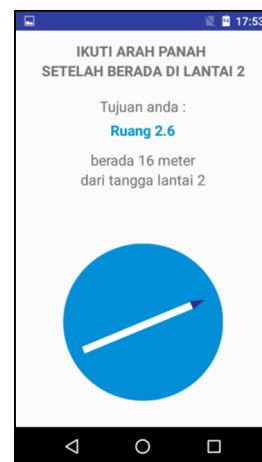 17:53
IKUTI ARAH PANAH
SETELAH BERADA DI LANTAI 2
Tujuan anda :
Ruang 2.6
berada 16 meter
dari tangga lantai 2